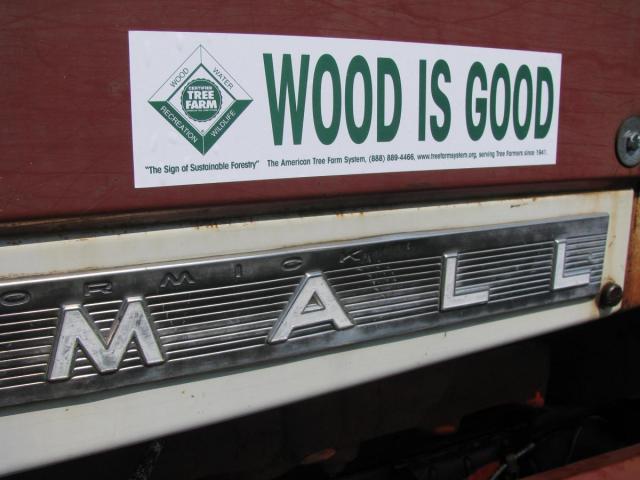 WOOD WATER
CERTIFIED
TREE
FARM
RECREATION WILDLIFE
WOOD IS GOOD
"The Sign of Sustainable Forestry" The American Tree Farm System, (888) 889-4466, www.treefarmsystem.org, serving Tree Farmers since 1941.
ORMICK
MALL